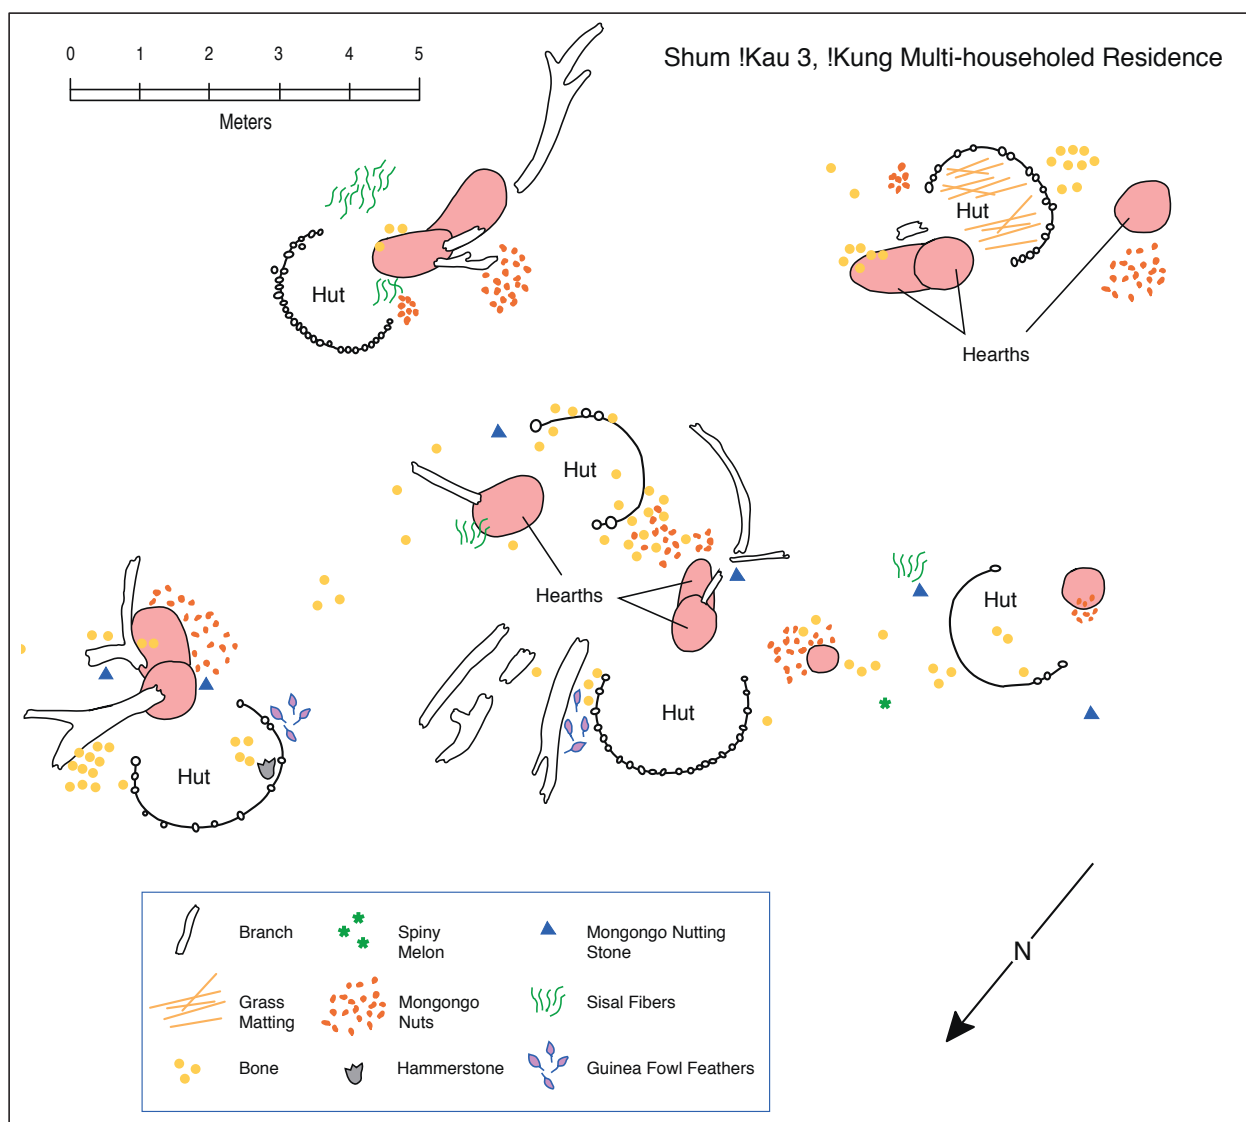 Shum !Kau 3, !Kung Multi-householed Residence
0 1 2 3 4 5
Meters
Hut
Hut
Hearths
Hut
Hearths
Hut
Hut
Hut
N
Branch
Spiny
Melon
Mongongo Nutting
Stone
Grass
Matting
Mongongo
Nuts
Sisal Fibers
Bone
Hammerstone
Guinea Fowl Feathers